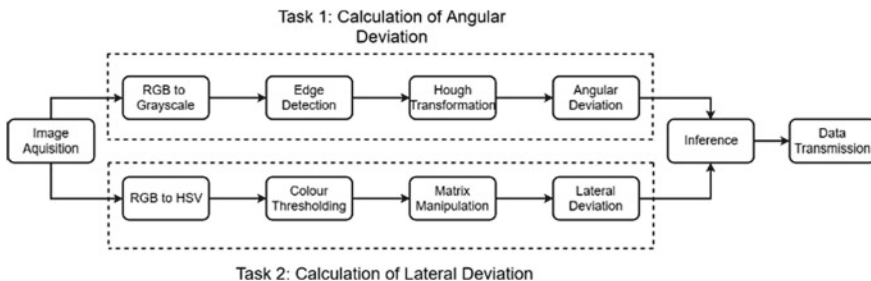 Task 1: Calculation of Angular
Deviation
RGB to
Grayscale
Edge
Detection
Hough
Transformation
Angular
Deviation
Image
Aquisition
Inference
Data
Transmission
RGB to HSV
Colour
Thresholding
Matrix
Manipulation
Lateral
Deviation
Task 2: Calculation of Lateral Deviation